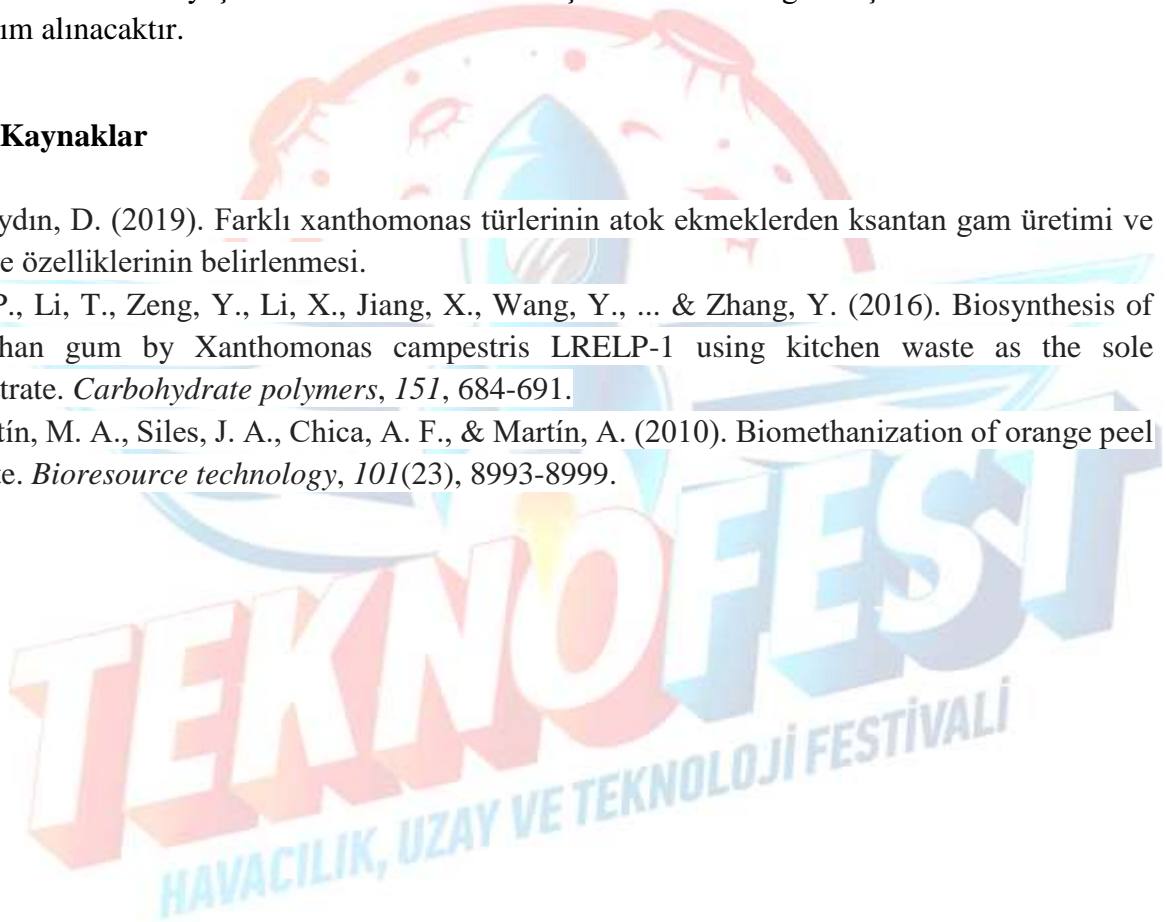 ım alınacaktır.
Kaynaklar
ydın, D. (2019). Farklı xanthomonas türlerinin atok ekmeklerden ksantan gam üretimi ve
e özelliklerinin belirlenmesi.
P., Li, T., Zeng, Y., Li, X., Jiang, X., Wang, Y., ... & Zhang, Y. (2016). Biosynthesis of
han gum by Xanthomonas campestris LRELP-1 using kitchen waste as the sole
trate. Carbohydrate polymers, 151, 684-691.
tín, M. A., Siles, J. A., Chica, A. F., & Martín, A. (2010). Biomethanization of orange peel
te. Bioresource technology, 101(23), 8993-8999.
TEKNOFEST
HAVACILIK, UZAY VE TEKNOLOJİ FESTİVALİ